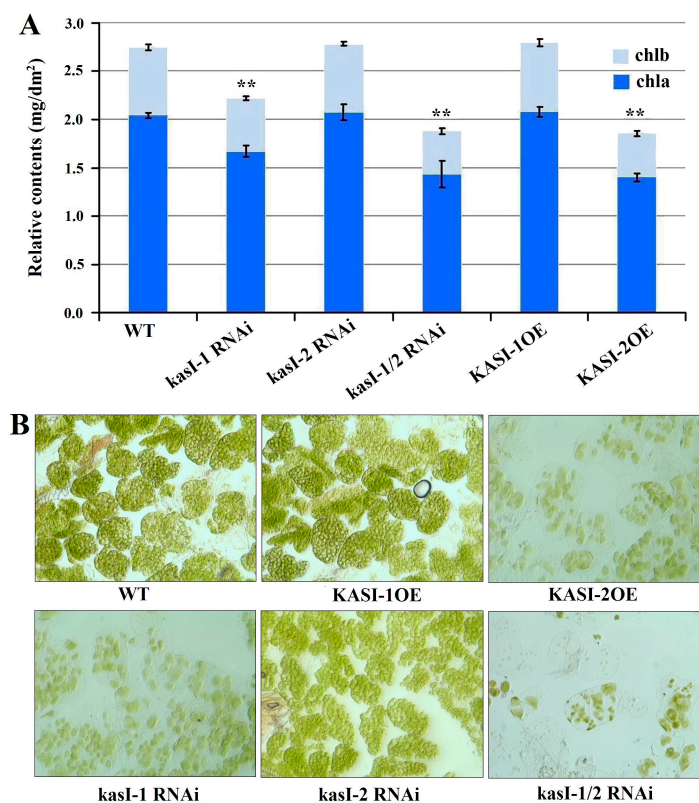 A
Relative contents (mg/dm²)
3.0
2.5
2.0
1.5
1.0
0.5
0.0
**
**
**
chlb
chla
WT
kasI-1 RNAi
kasI-2 RNAi
kasI-1/2 RNAi
KASI-1OE
KASI-2OE
B
WT
KASI-1OE
KASI-2OE
kasI-1 RNAi
kasI-2 RNAi
kasI-1/2 RNAi